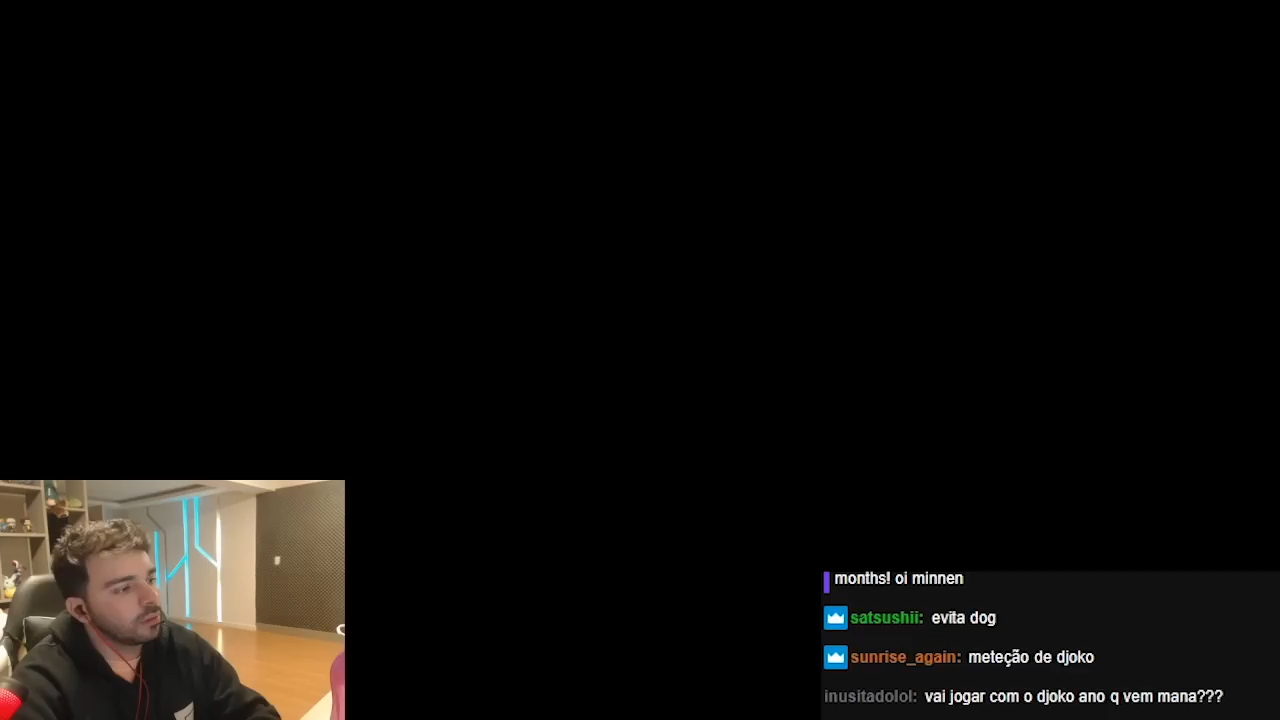 months! oi minnen
satsushii: evita dog
sunrise_again: meteção de djoko
inusitadolol: vai jogar com o djoko ano q vem mana???